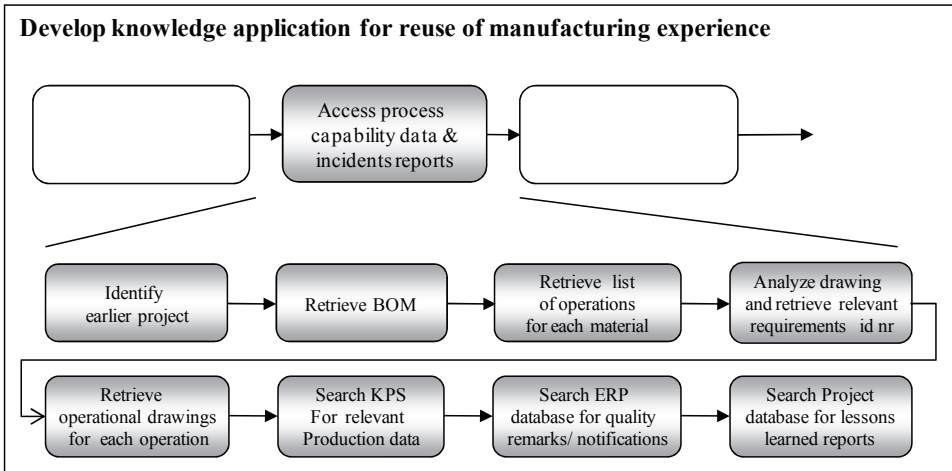 Develop knowledge application for reuse of manufacturing experience
Access process
capability data &
incidents reports
Identify
earlier project
Retrieve BOM
Retrieve list
of operations
for each material
Analyze drawing
and retrieve relevant
requirements id nr
Retrieve
operational drawings
for each operation
Search KPS
For relevant
Production data
Search ERP
database for quality
remarks/ notifications
Search Project
database for lessons
learned reports